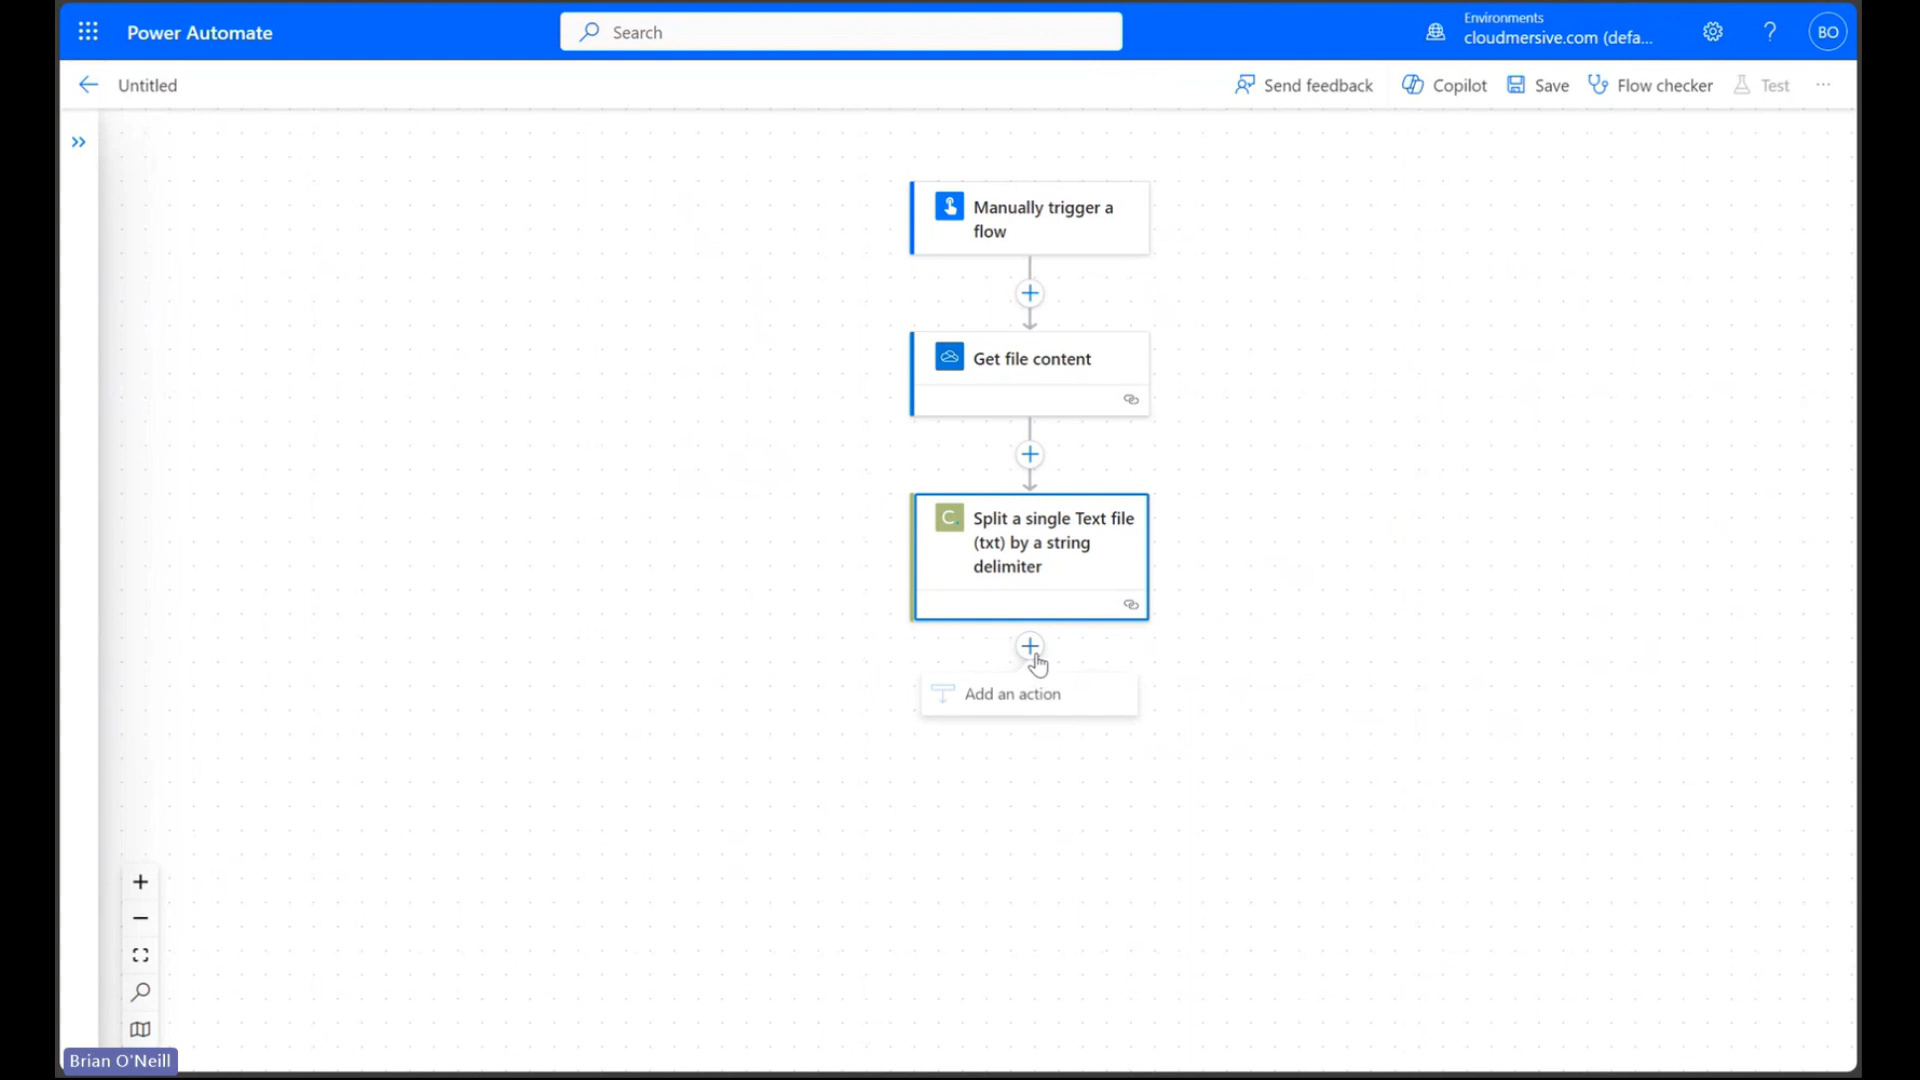 Power Automate
Search
Environments
cloudmersive.com (defa...
BO
Untitled
Send feedback
Copilot
Save
Flow checker
Test
Manually trigger a
flow
Get file content
C.
Split a single Text file
(txt) by a string
delimiter
Add an action
Brian O'Neill